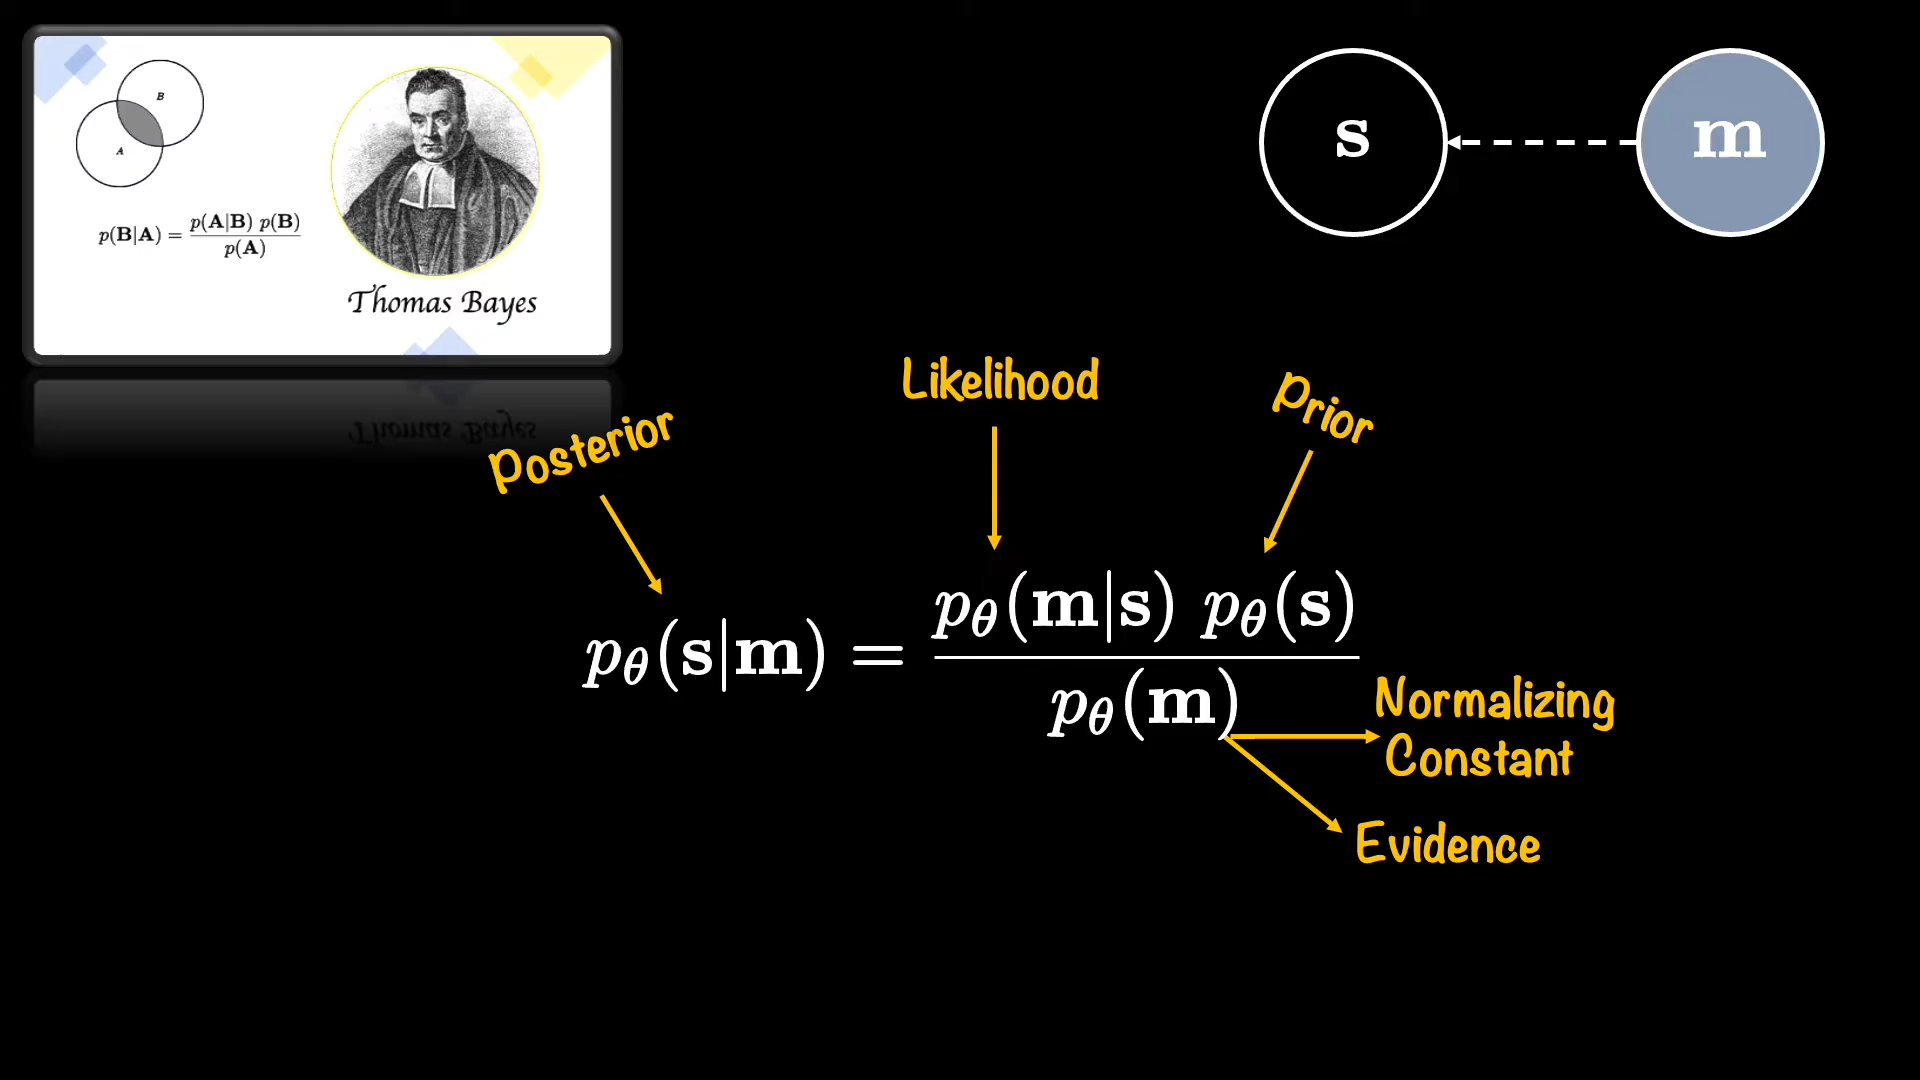 B
A
p(B|A) = p(A|B) p(B) / p(A)
Thomas Bayes
s
m
Likelihood
Prior
Posterior
pθ(s|m) = pθ(m|s) pθ(s) / pθ(m)
Normalizing
Constant
Evidence